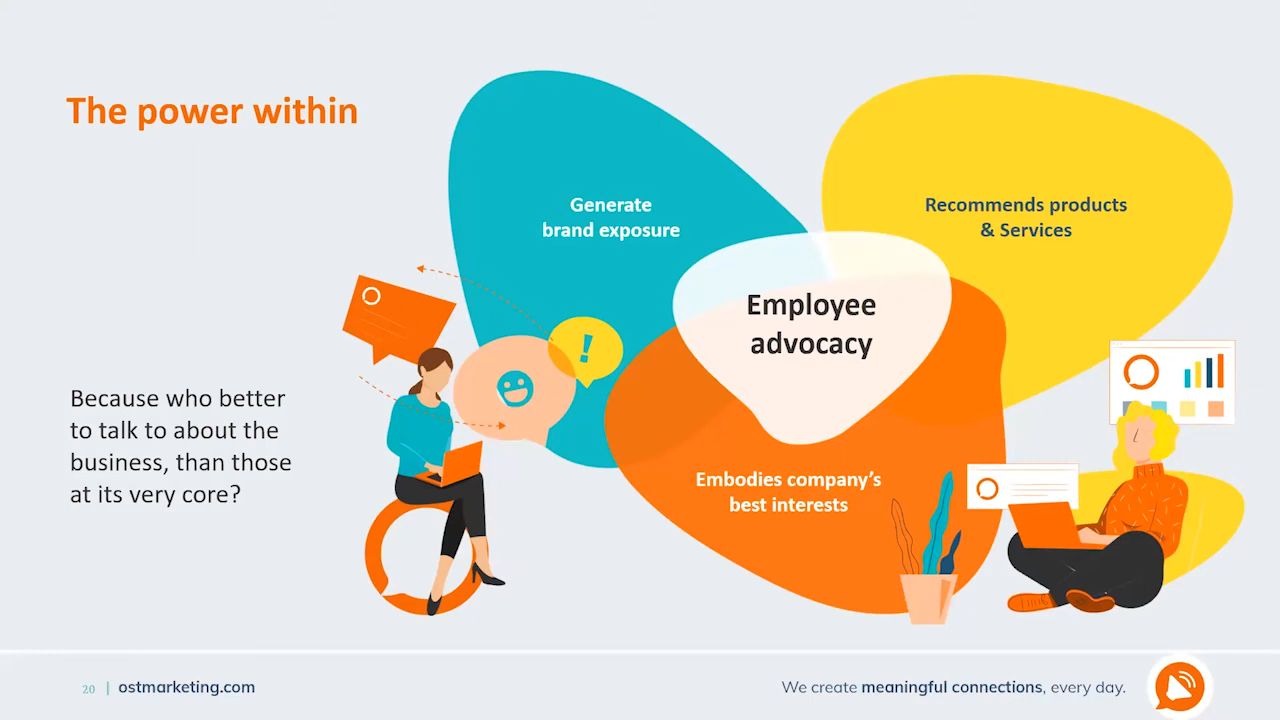 The power within
Generate
brand exposure
Recommends products
& Services
Employee
advocacy
!
Because who better
to talk to about the
business, than those
at its very core?
Embodies company’s
best interests
20 | ostmarketing.com
We create meaningful connections, every day.